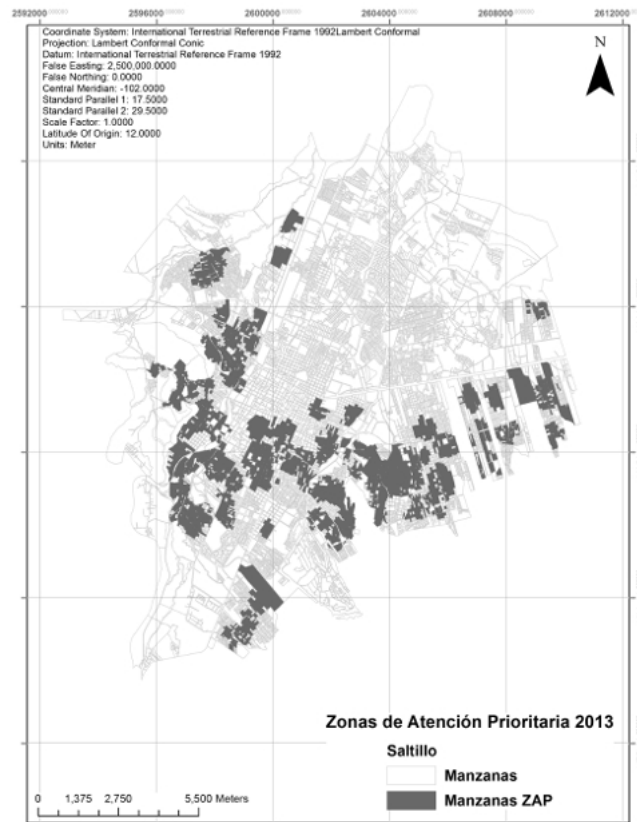 2592000 2596000 2600000 2604000 2608000 2612000
Coordinate System: International Terrestrial Reference Frame 1992Lambert Conformal
Projection: Lambert Conformal Conic
Datum: International Terrestrial Reference Frame 1992
False Easting: 2,500,000.0000
False Northing: 0.0000
Central Meridian: -102.0000
Standard Parallel 1: 17.5000
Standard Parallel 2: 29.5000
Scale Factor: 1.0000
Latitude Of Origin: 12.0000
Units: Meter
N
Zonas de Atención Prioritaria 2013
Saltillo
Manzanas
Manzanas ZAP
0 1,375 2,750 5,500 Meters